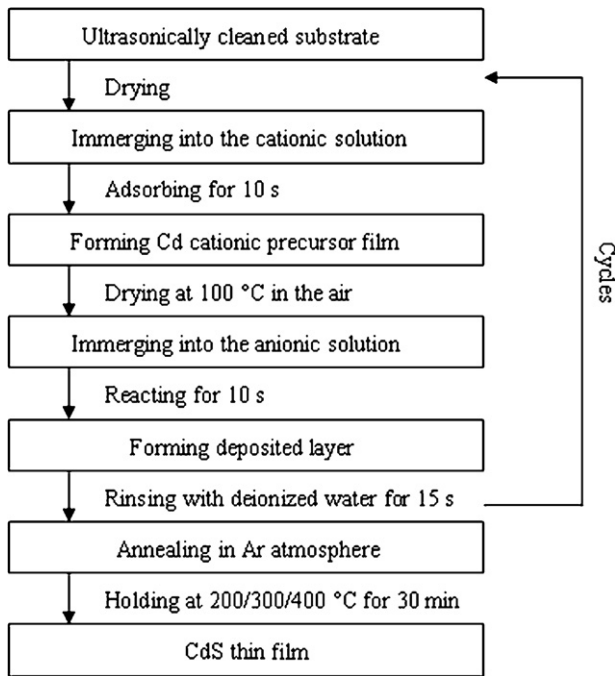 Ultrasonically cleaned substrate
Drying
Immerging into the cationic solution
Adsorbing for 10 s
Forming Cd cationic precursor film
Drying at 100 °C in the air
Immerging into the anionic solution
Reacting for 10 s
Forming deposited layer
Rinsing with deionized water for 15 s
Annealing in Ar atmosphere
Holding at 200/300/400 °C for 30 min
CdS thin film
Cycles